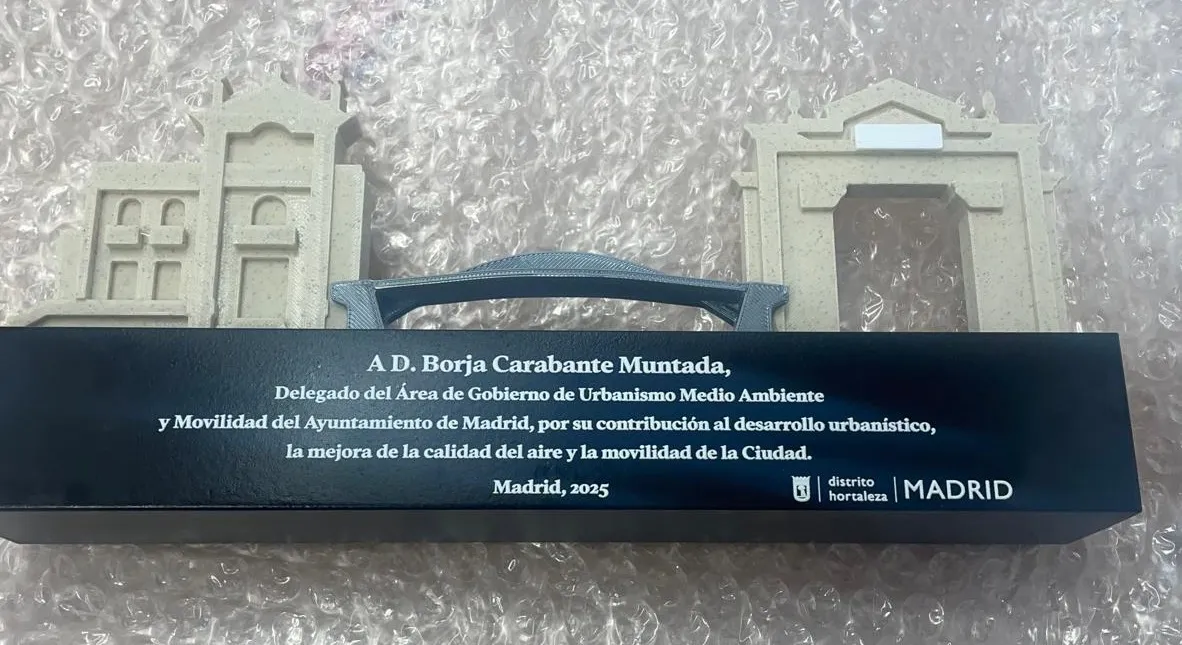 A D. Borja Carabante Muntada,
Delegado del Área de Gobierno de Urbanismo Medio Ambiente
y Movilidad del Ayuntamiento de Madrid, por su contribución al desarrollo urbanístico,
la mejora de la calidad del aire y la movilidad de la Ciudad.
Madrid, 2025
distrito
hortaleza
MADRID